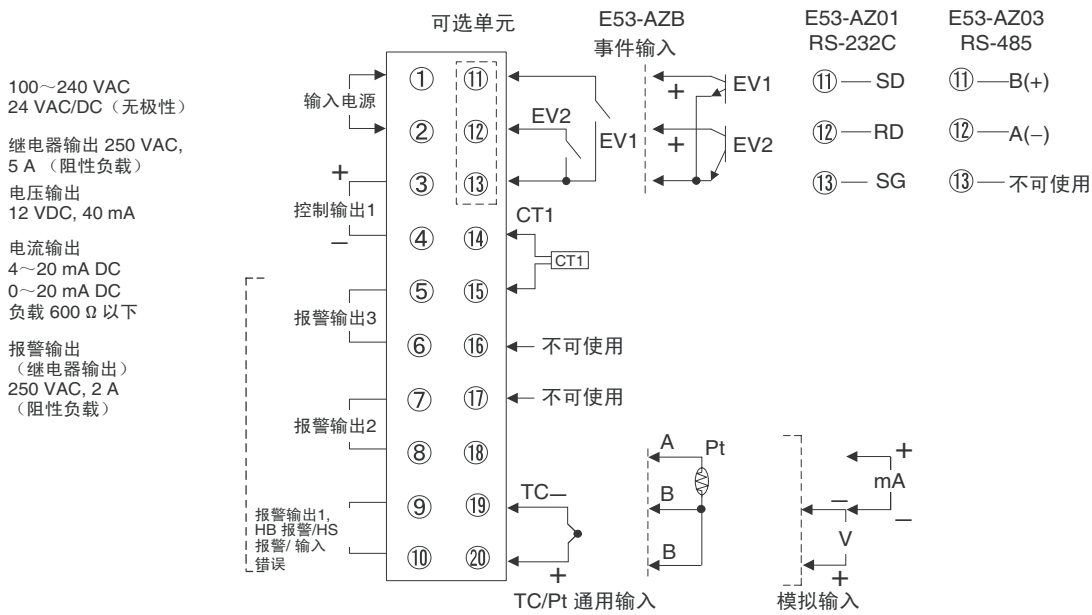 100～240 VAC
24 VAC/DC（无极性）
继电器输出 250 VAC,
5 A （阻性负载）
电压输出
12 VDC, 40 mA
电流输出
4～20 mA DC
0～20 mA DC
负载 600 Ω 以下
报警输出
（继电器输出）
250 VAC, 2 A
（阻性负载）
输入电源
+
控制输出1
−
报警输出3
报警输出2
报警输出1,
HB 报警/HS
报警/ 输入
错误
可选单元
① ⑪
② ⑫
③ ⑬
④ ⑭
⑤ ⑮
⑥ ⑯
⑦ ⑰
⑧ ⑱
⑨ ⑲
⑩ ⑳
EV2
EV1
CT1
CT1
不可使用
不可使用
TC−
+
TC/Pt 通用输入
E53-AZB
事件输入
+
EV1
+
EV2
A
Pt
B
B
E53-AZ01
RS-232C
⑪ — SD
⑫ — RD
⑬ — SG
E53-AZ03
RS-485
⑪ — B(+)
⑫ — A(−)
⑬ — 不可使用
+
mA
−
−
V
+
模拟输入